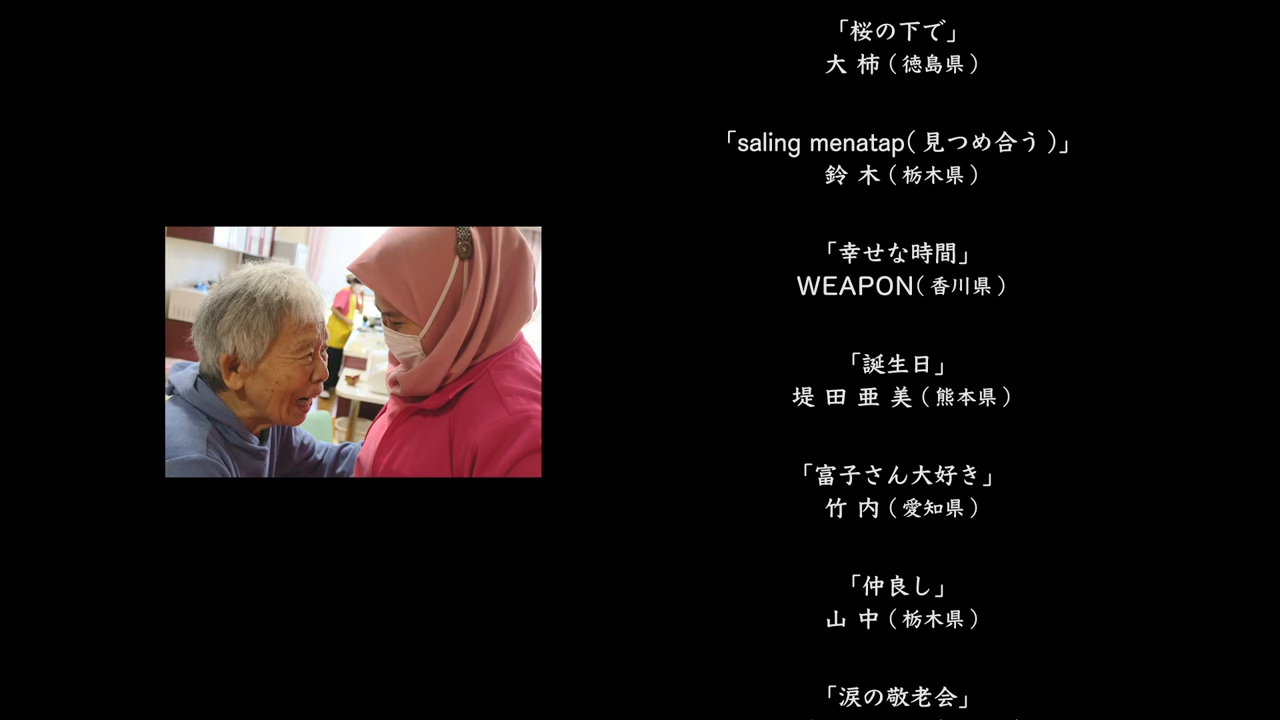 「桜の下で」
大 柿 ( 徳島県 )
「saling menatap( 見つめ合う )」
鈴 木 ( 栃木県 )
「幸せな時間」
WEAPON( 香川県 )
「誕生日」
堤 田 亜 美 ( 熊本県 )
「富子さん大好き」
竹 内 ( 愛知県 )
「仲良し」
山 中 ( 栃木県 )
「涙の敬老会」